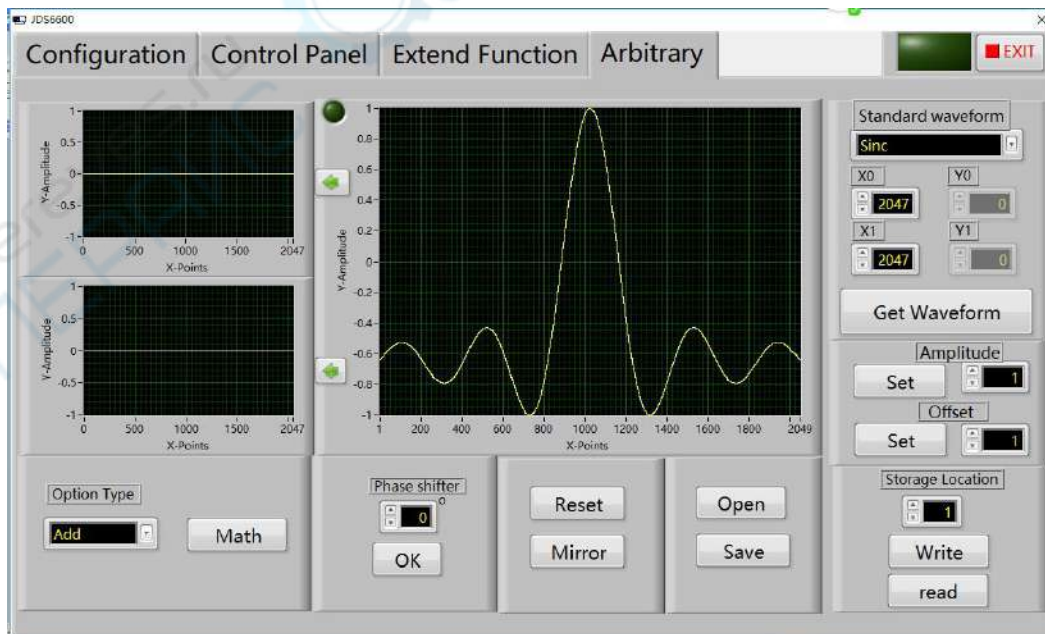 JDS6600
Configuration Control Panel Extend Function Arbitrary EXIT
1
0.5
0
-0.5
-1
Y-Amplitude
0 500 1000 1500 2047
X-Points
1
0.5
0
-0.5
-1
Y-Amplitude
0 500 1000 1500 2047
X-Points
1
0.8
0.6
0.4
0.2
0
-0.2
-0.4
-0.6
-0.8
-1
Y-Amplitude
1 200 400 600 800 1000 1200 1400 1600 1800 2049
X-Points
Standard waveform
Sinc
X0 Y0
2047 0
X1 Y1
2047 0
Get Waveform
Amplitude
Set 1
Offset
Set 1
Option Type
Add Math
Phase shifter
0 °
OK
Reset
Mirror
Open
Save
Storage Location
1
Write
read